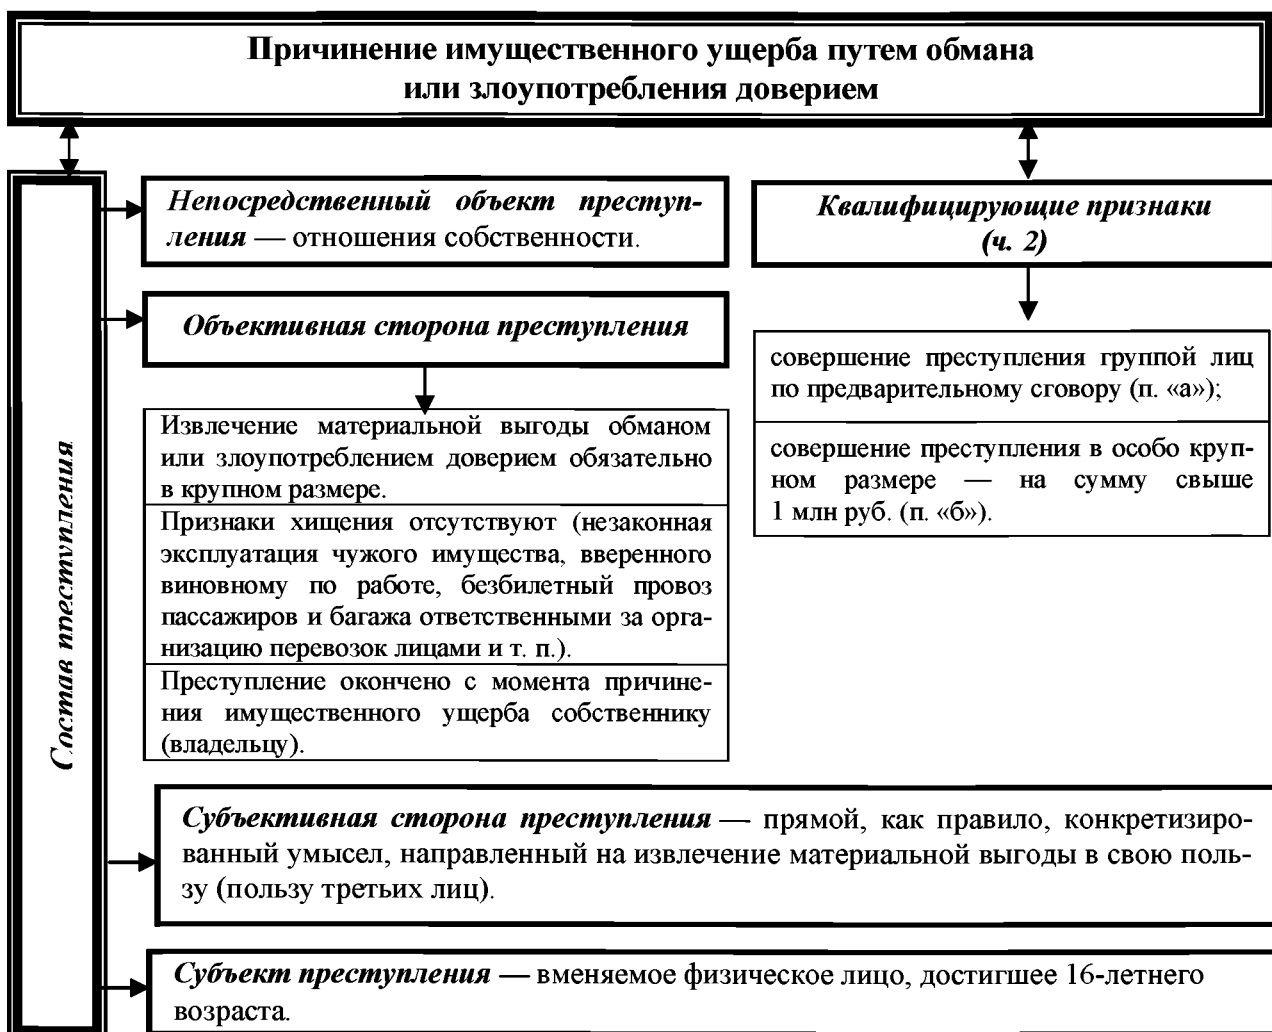 Причинение имущественного ущерба путем обмана
или злоупотребления доверием
Состав преступления
Непосредственный объект преступ-
ления — отношения собственности.
Объективная сторона преступления
Извлечение материальной выгоды обманом
или злоупотреблением доверием обязательно
в крупном размере.
Признаки хищения отсутствуют (незаконная
эксплуатация чужого имущества, вверенного
виновному по работе, безбилетный провоз
пассажиров и багажа ответственными за орга-
низацию перевозок лицами и т. п.).
Преступление окончено с момента причине-
ния имущественного ущерба собственнику
(владельцу).
Квалифицирующие признаки
(ч. 2)
совершение преступления группой лиц
по предварительному сговору (п. «а»);
совершение преступления в особо круп-
ном размере — на сумму свыше
1 млн руб. (п. «б»).
Субъективная сторона преступления — прямой, как правило, конкретизиро-
ванный умысел, направленный на извлечение материальной выгоды в свою поль-
зу (пользу третьих лиц).
Субъект преступления — вменяемое физическое лицо, достигшее 16-летнего
возраста.